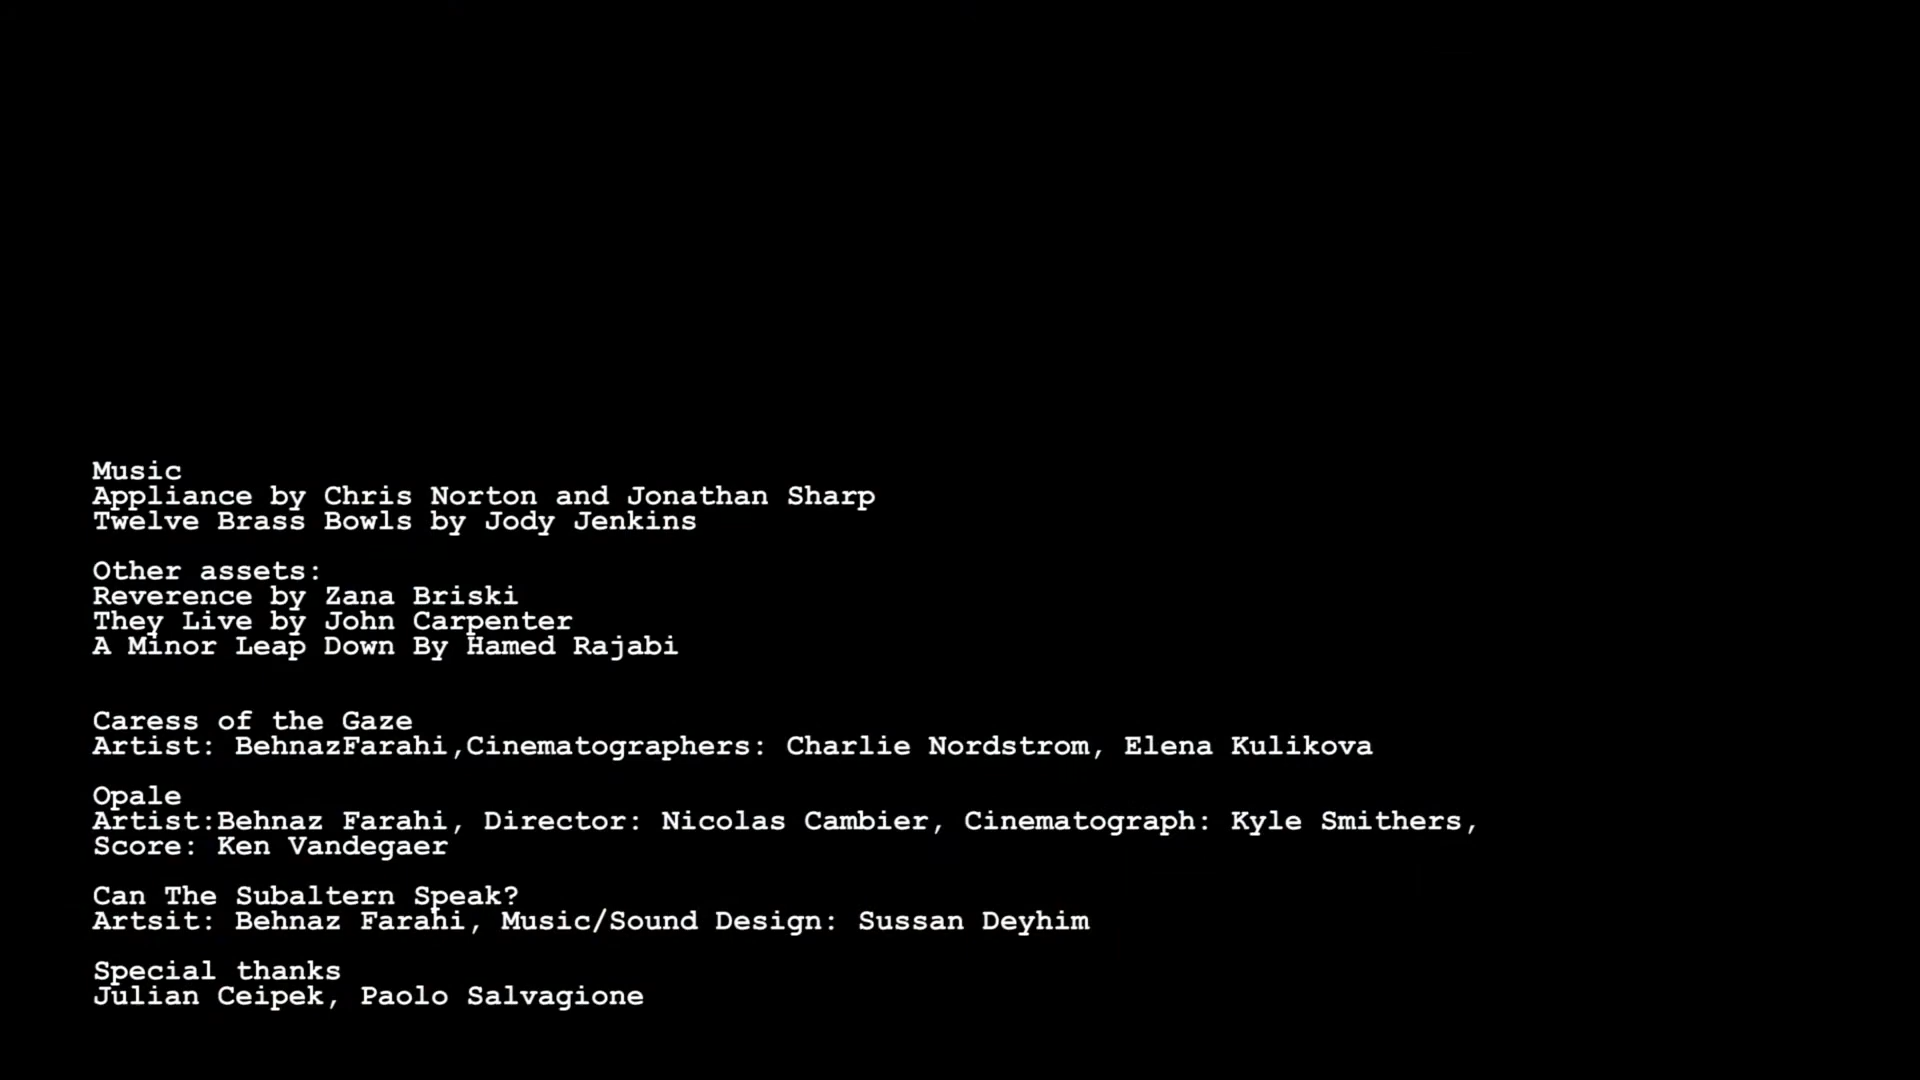 Music
Appliance by Chris Norton and Jonathan Sharp
Twelve Brass Bowls by Jody Jenkins
Other assets:
Reverence by Zana Briski
They Live by John Carpenter
A Minor Leap Down By Hamed Rajabi
Caress of the Gaze
Artist: BehnazFarahi,Cinematographers: Charlie Nordstrom, Elena Kulikova
Opale
Artist:Behnaz Farahi, Director: Nicolas Cambier, Cinematograph: Kyle Smithers,
Score: Ken Vandegaer
Can The Subaltern Speak?
Artsit: Behnaz Farahi, Music/Sound Design: Sussan Deyhim
Special thanks
Julian Ceipek, Paolo Salvagione